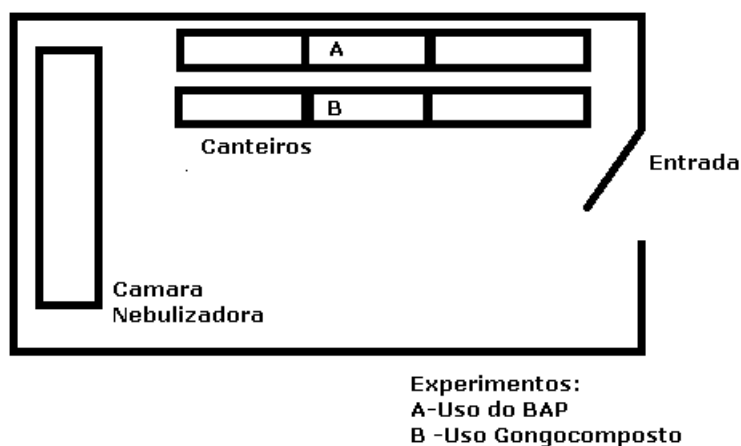 A
B
Canteiros
Entrada
Camara
Nebulizadora
Experimentos:
A-Uso do BAP
B -Uso Gongocomposto